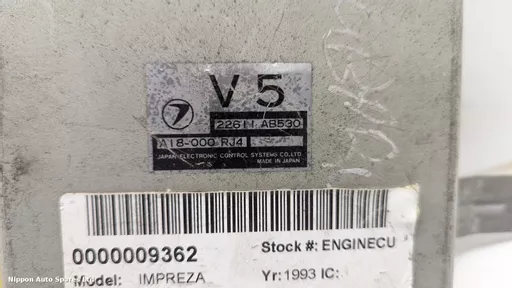 V 5
22611 AB530
A18-000 RJ4
JAPAN ELECTRONIC CONTROL SYSTEMS CO.,LTD
MADE IN JAPAN
0000009362
Stock #: ENGINECU
Model: IMPREZA
Yr: 1993 IC:
Nippon Auto Spares